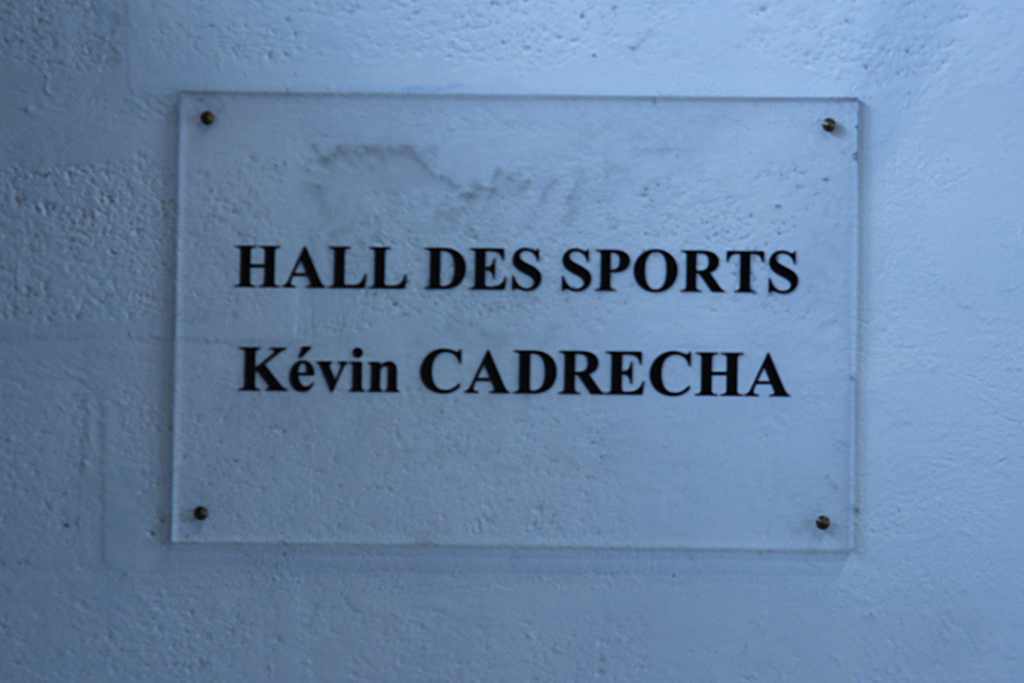 HALL DES SPORTS
Kévin CADRECHA